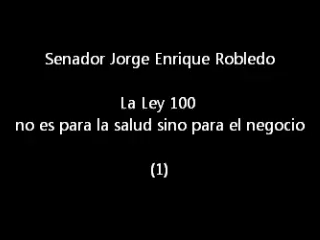 Senador Jorge Enrique Robledo
La Ley 100
no es para la salud sino para el negocio
(1)